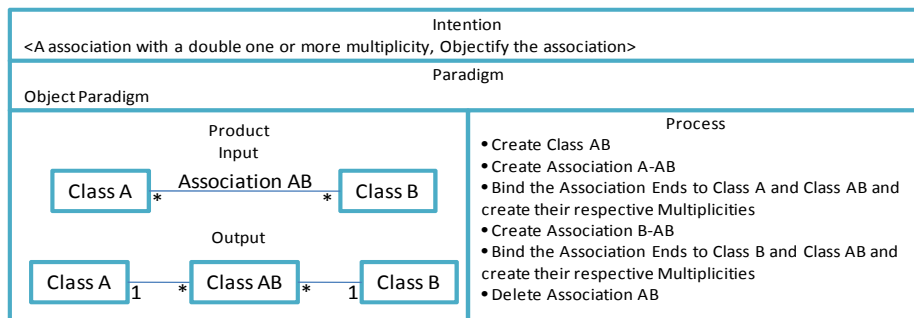 Intention
<A association with a double one or more multiplicity, Objectify the association>
Paradigm
Object Paradigm
Product
Input
Class A
Association AB
Class B
*
*
Output
Class A
Class AB
Class B
1
*
*
1
Process
•Create Class AB
•Create Association A-AB
•Bind the Association Ends to Class A and Class AB and
create their respective Multiplicities
•Create Association B-AB
•Bind the Association Ends to Class B and Class AB and
create their respective Multiplicities
•Delete Association AB